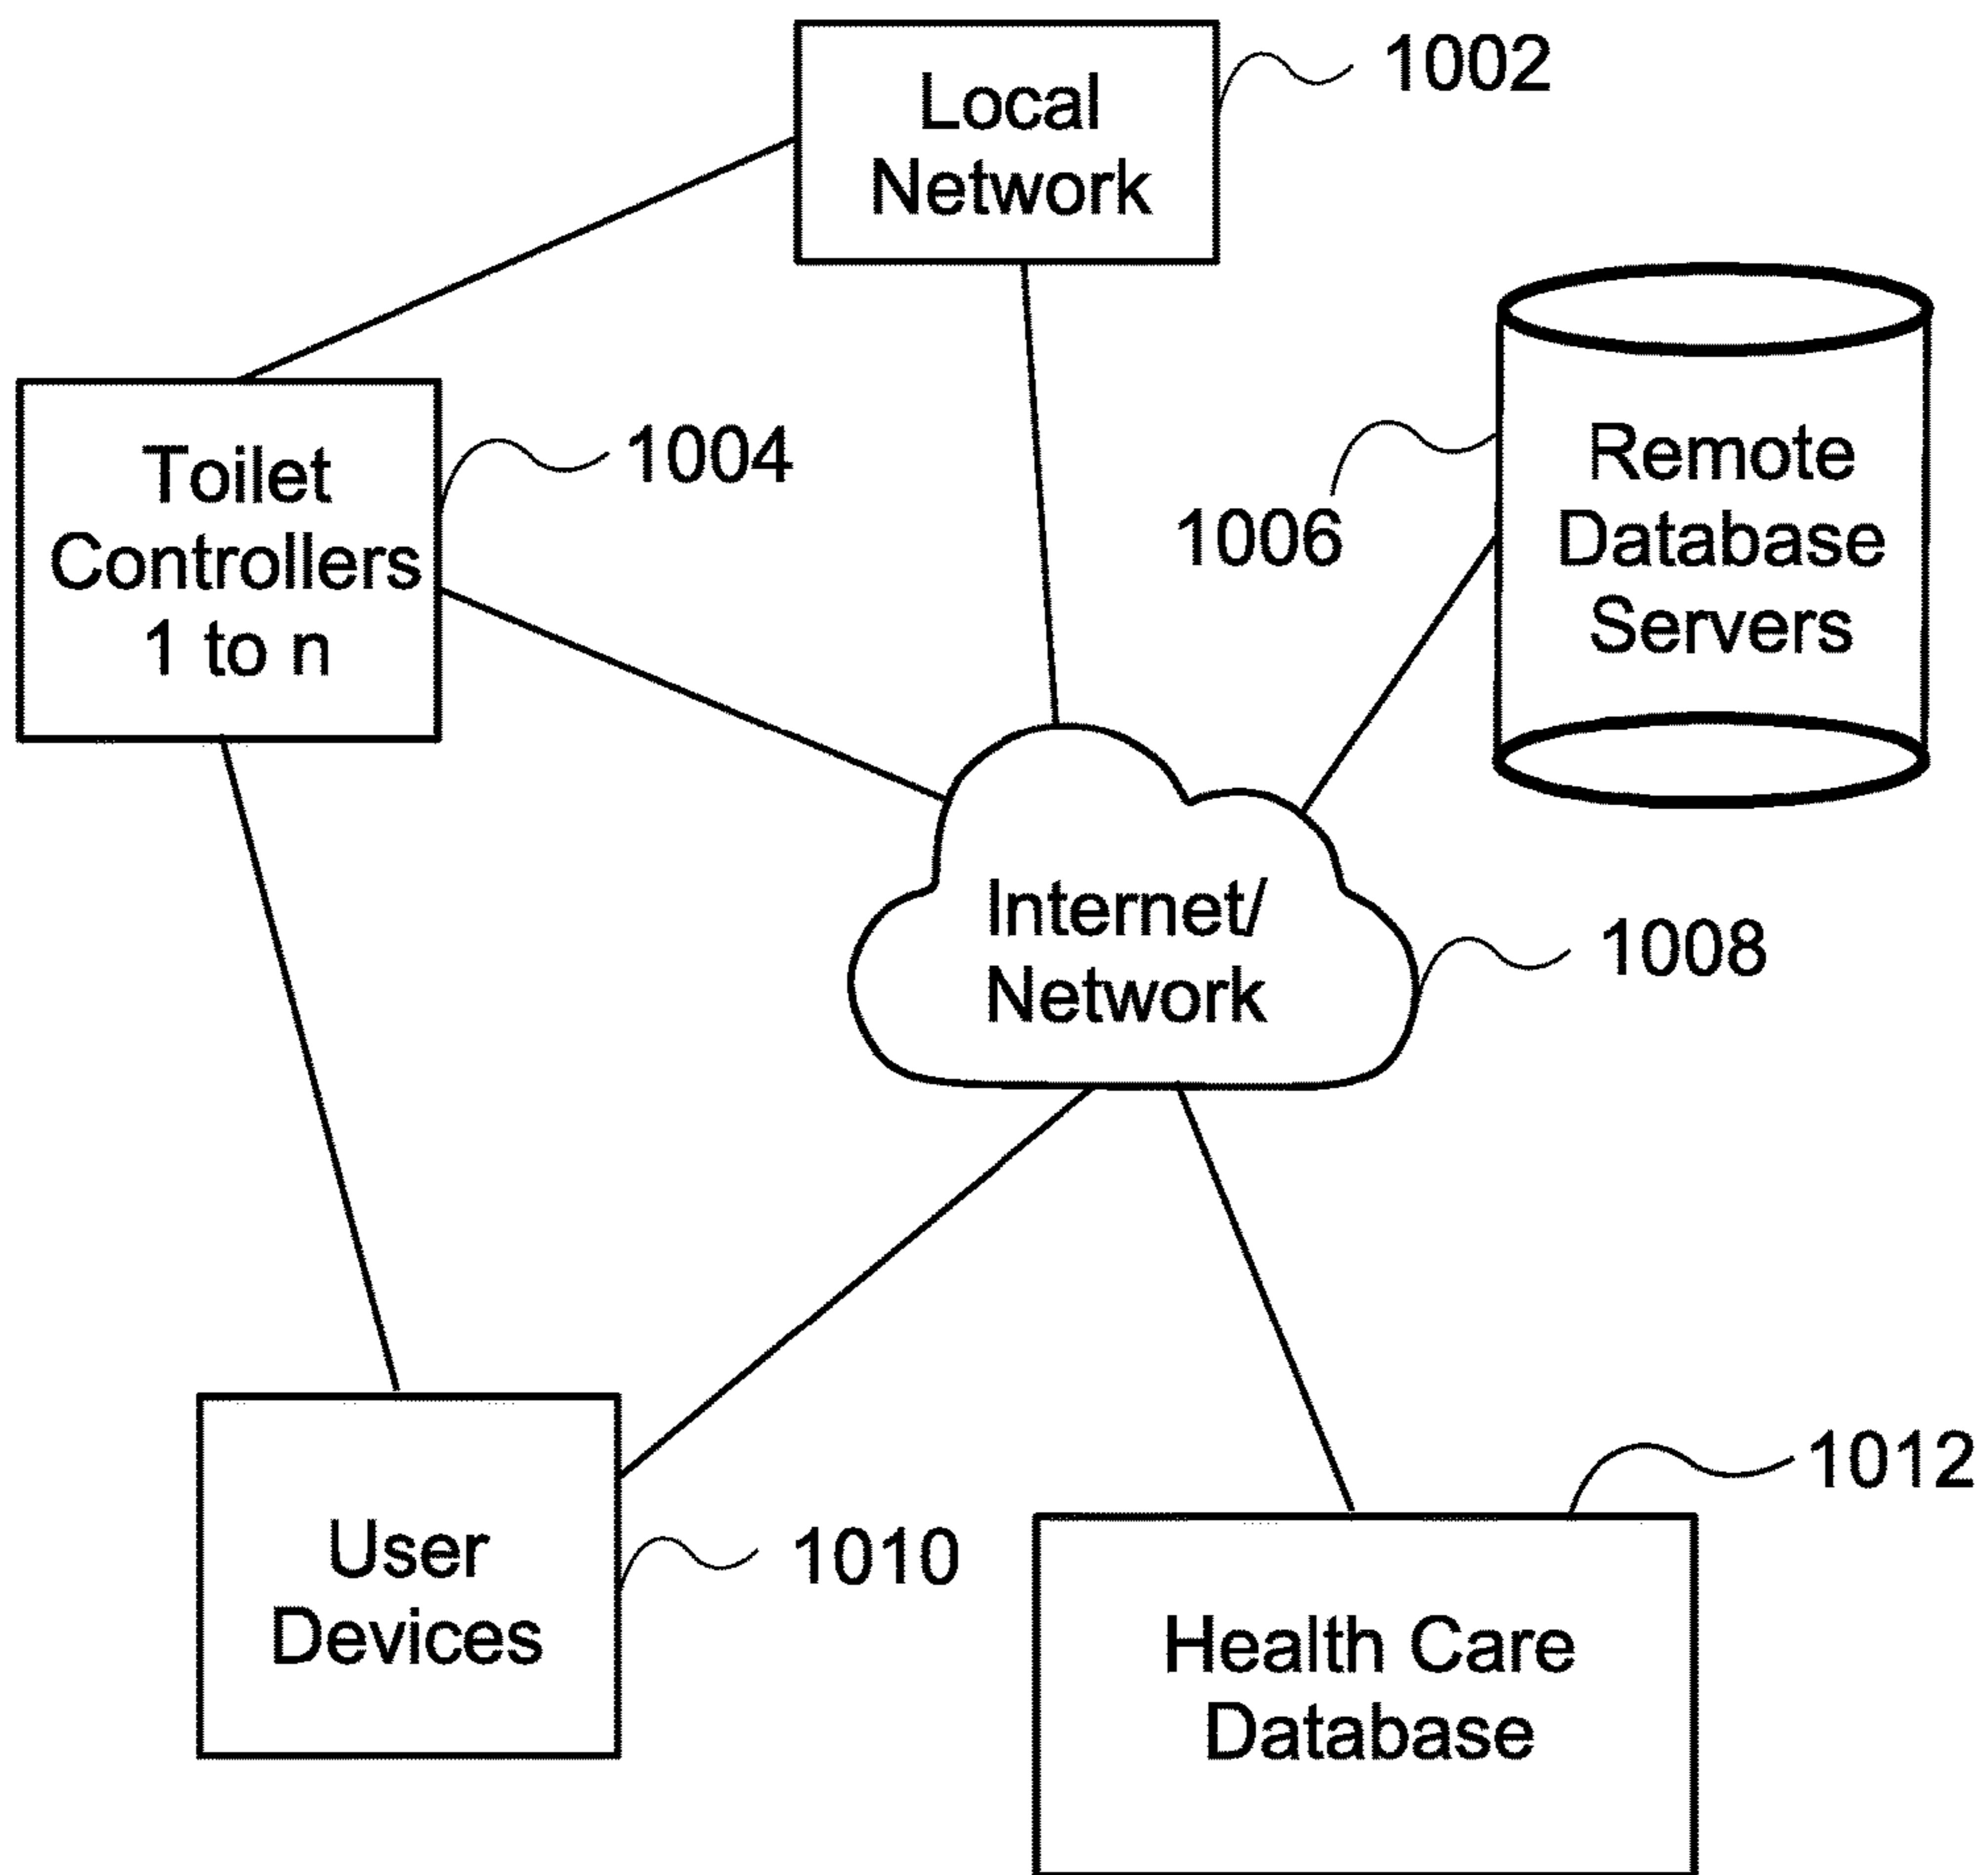 Local
Network
1002
Toilet
Controllers
1 to n
1004
Remote
Database
Servers
1006
Internet/
Network
1008
User
Devices
1010
Health Care
Database
1012